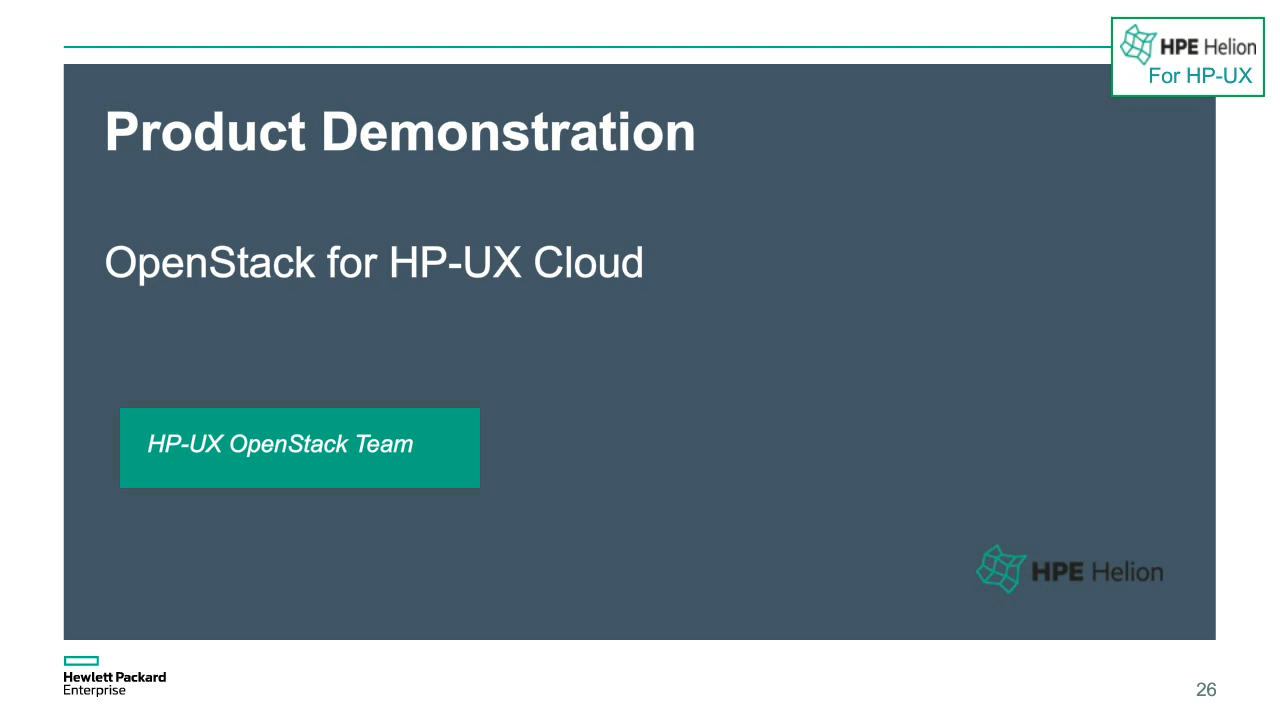 HPE Helion
For HP-UX
Product Demonstration
OpenStack for HP-UX Cloud
HP-UX OpenStack Team
HPE Helion
Hewlett Packard
Enterprise
26